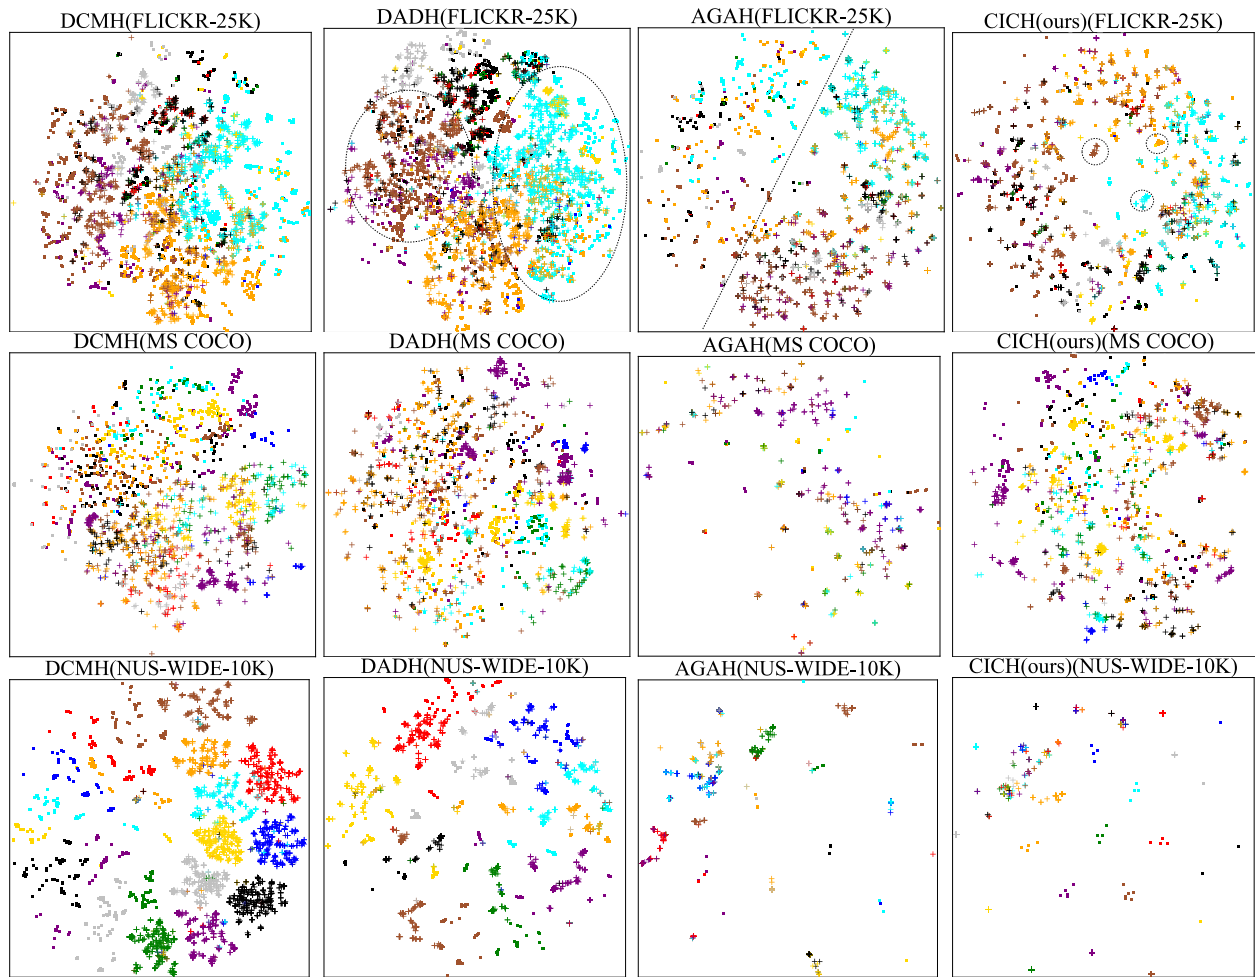 DCMH(FLICKR-25K)
DADH(FLICKR-25K)
AGAH(FLICKR-25K)
CICH(ours)(FLICKR-25K)
DCMH(MS COCO)
DADH(MS COCO)
AGAH(MS COCO)
CICH(ours)(MS COCO)
DCMH(NUS-WIDE-10K)
DADH(NUS-WIDE-10K)
AGAH(NUS-WIDE-10K)
CICH(ours)(NUS-WIDE-10K)